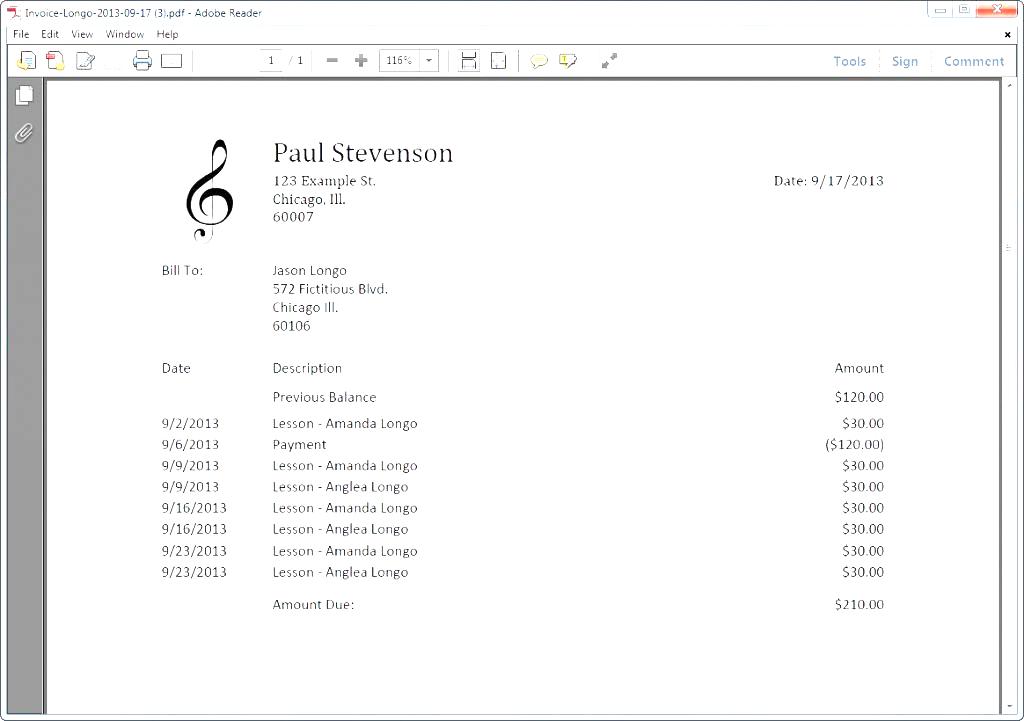 Invoice-Longo-2013-09-17 (3).pdf - Adobe Reader
File Edit View Window Help
1 / 1 116% Tools Sign Comment
Paul Stevenson
123 Example St. Date: 9/17/2013
Chicago, Ill.
60007
Bill To: Jason Longo
572 Fictitious Blvd.
Chicago Ill.
60106
Date Description Amount
Previous Balance $120.00
9/2/2013 Lesson - Amanda Longo $30.00
9/6/2013 Payment ($120.00)
9/9/2013 Lesson - Amanda Longo $30.00
9/9/2013 Lesson - Anglea Longo $30.00
9/16/2013 Lesson - Amanda Longo $30.00
9/16/2013 Lesson - Anglea Longo $30.00
9/23/2013 Lesson - Amanda Longo $30.00
9/23/2013 Lesson - Anglea Longo $30.00
Amount Due: $210.00